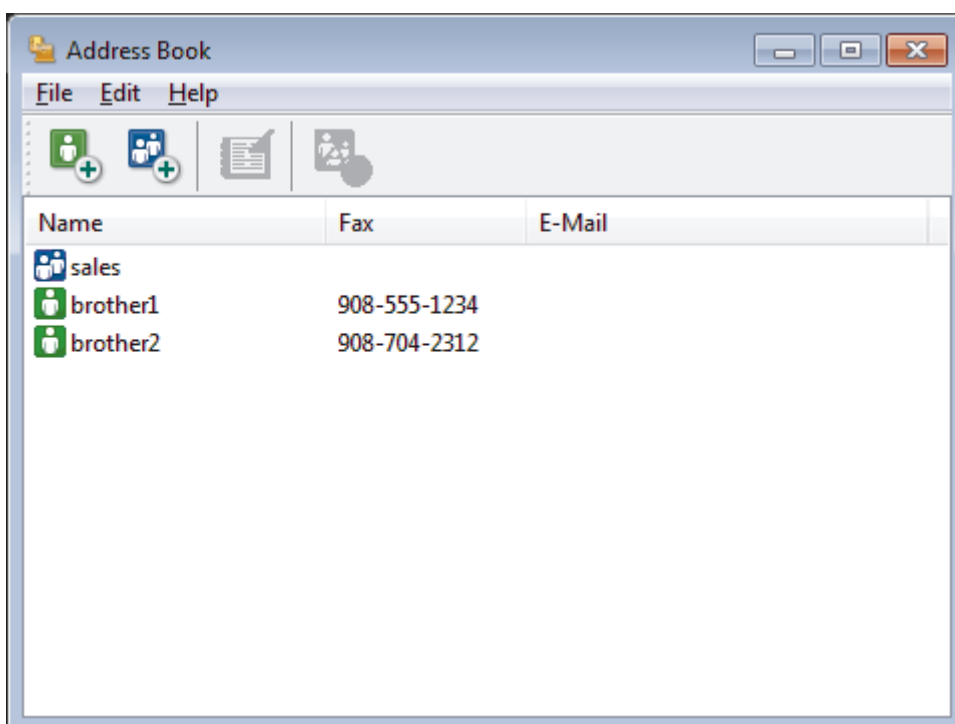 Address Book
File Edit Help
Name Fax E-Mail
sales
brother1 908-555-1234
brother2 908-704-2312